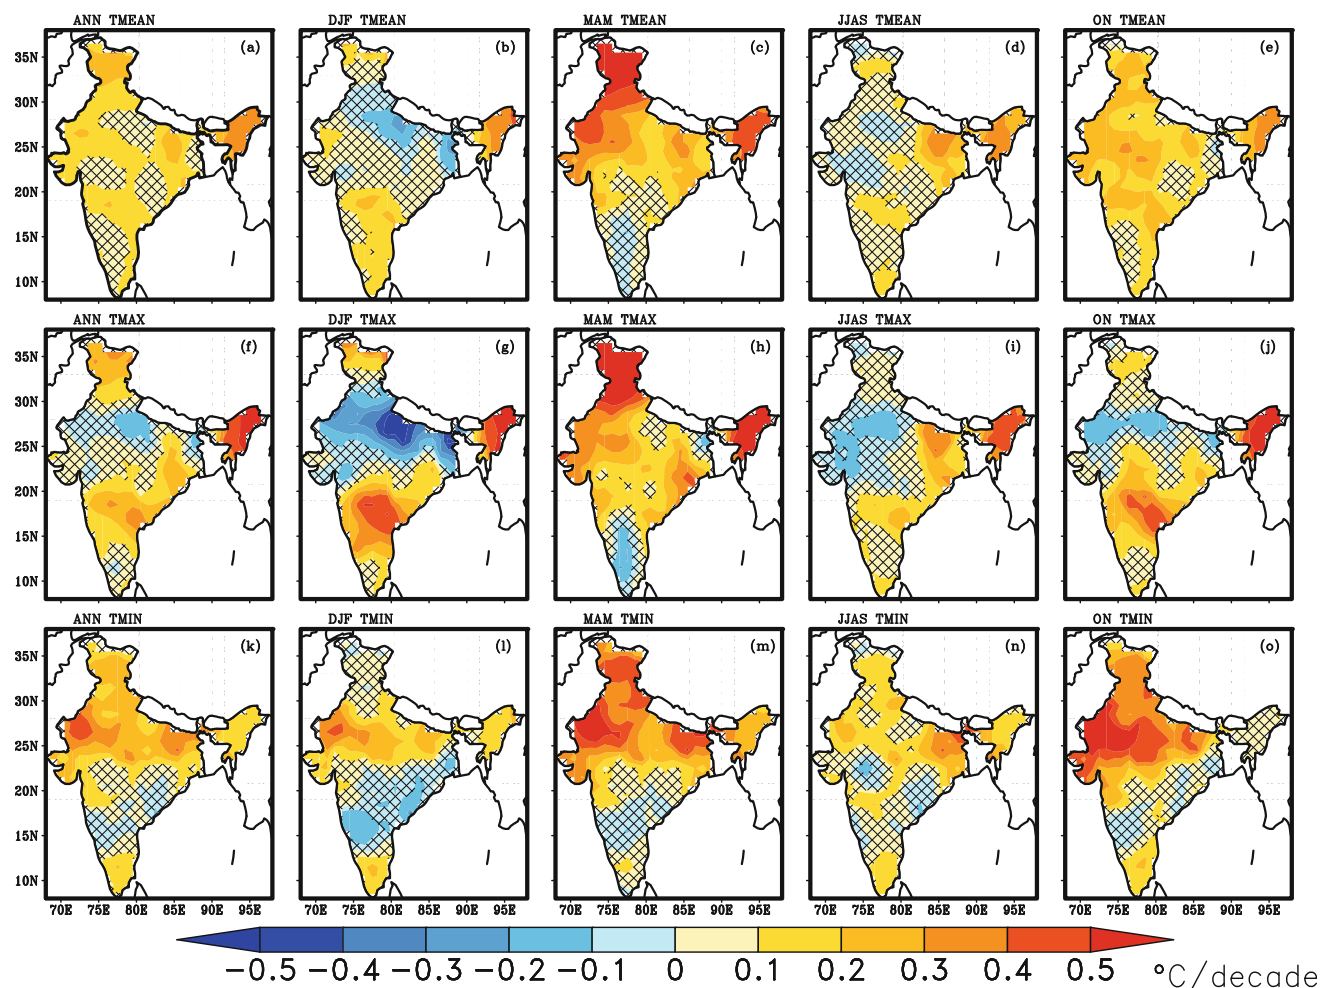 ANN TMEAN DJF TMEAN MAM TMEAN JJAS TMEAN ON TMEAN
(a) (b) (c) (d) (e)
35N
30N
25N
20N
15N
10N
ANN TMAX DJF TMAX MAM TMAX JJAS TMAX ON TMAX
(f) (g) (h) (i) (j)
35N
30N
25N
20N
15N
10N
ANN TMIN DJF TMIN MAM TMIN JJAS TMIN ON TMIN
(k) (l) (m) (n) (o)
35N
30N
25N
20N
15N
10N
70E 75E 80E 85E 90E 95E 70E 75E 80E 85E 90E 95E 70E 75E 80E 85E 90E 95E 70E 75E 80E 85E 90E 95E 70E 75E 80E 85E 90E 95E
−0.5 −0.4 −0.3 −0.2 −0.1 0 0.1 0.2 0.3 0.4 0.5 °C/decade